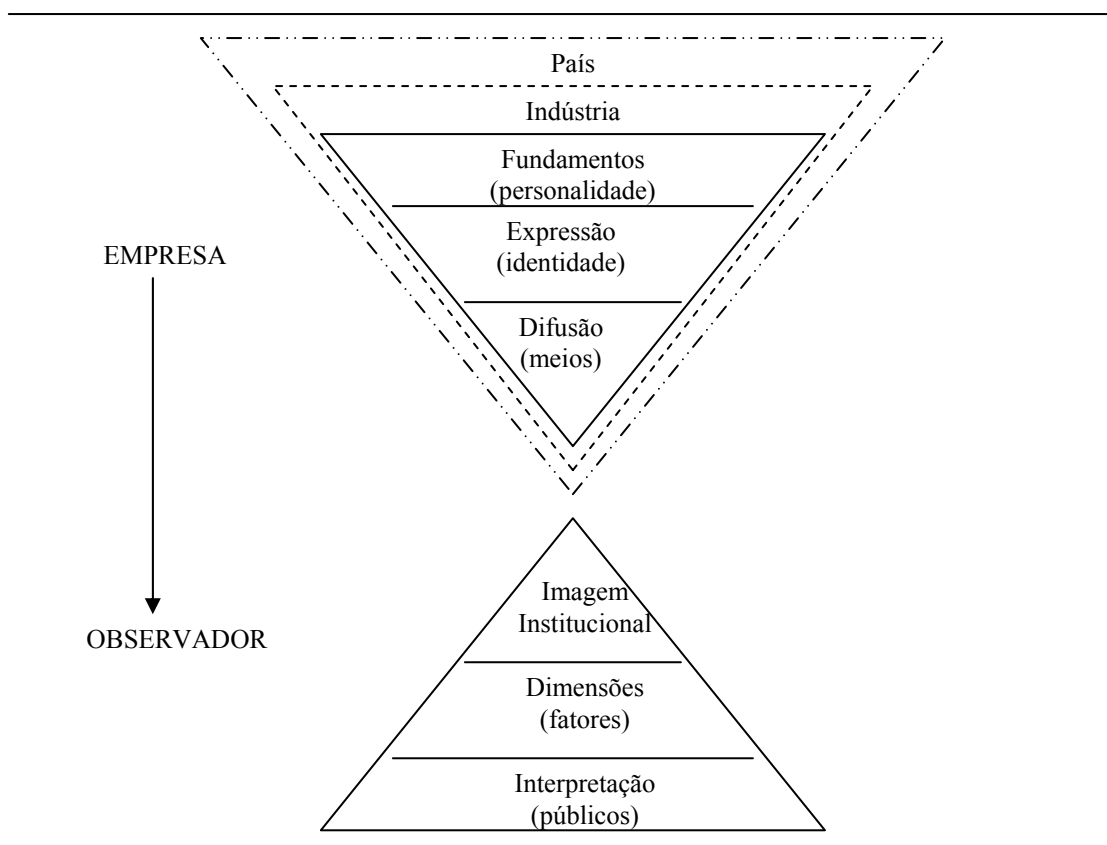 País
Indústria
Fundamentos
(personalidade)
Expressão
(identidade)
EMPRESA
Difusão
(meios)
Imagem
Institucional
OBSERVADOR
Dimensões
(fatores)
Interpretação
(públicos)